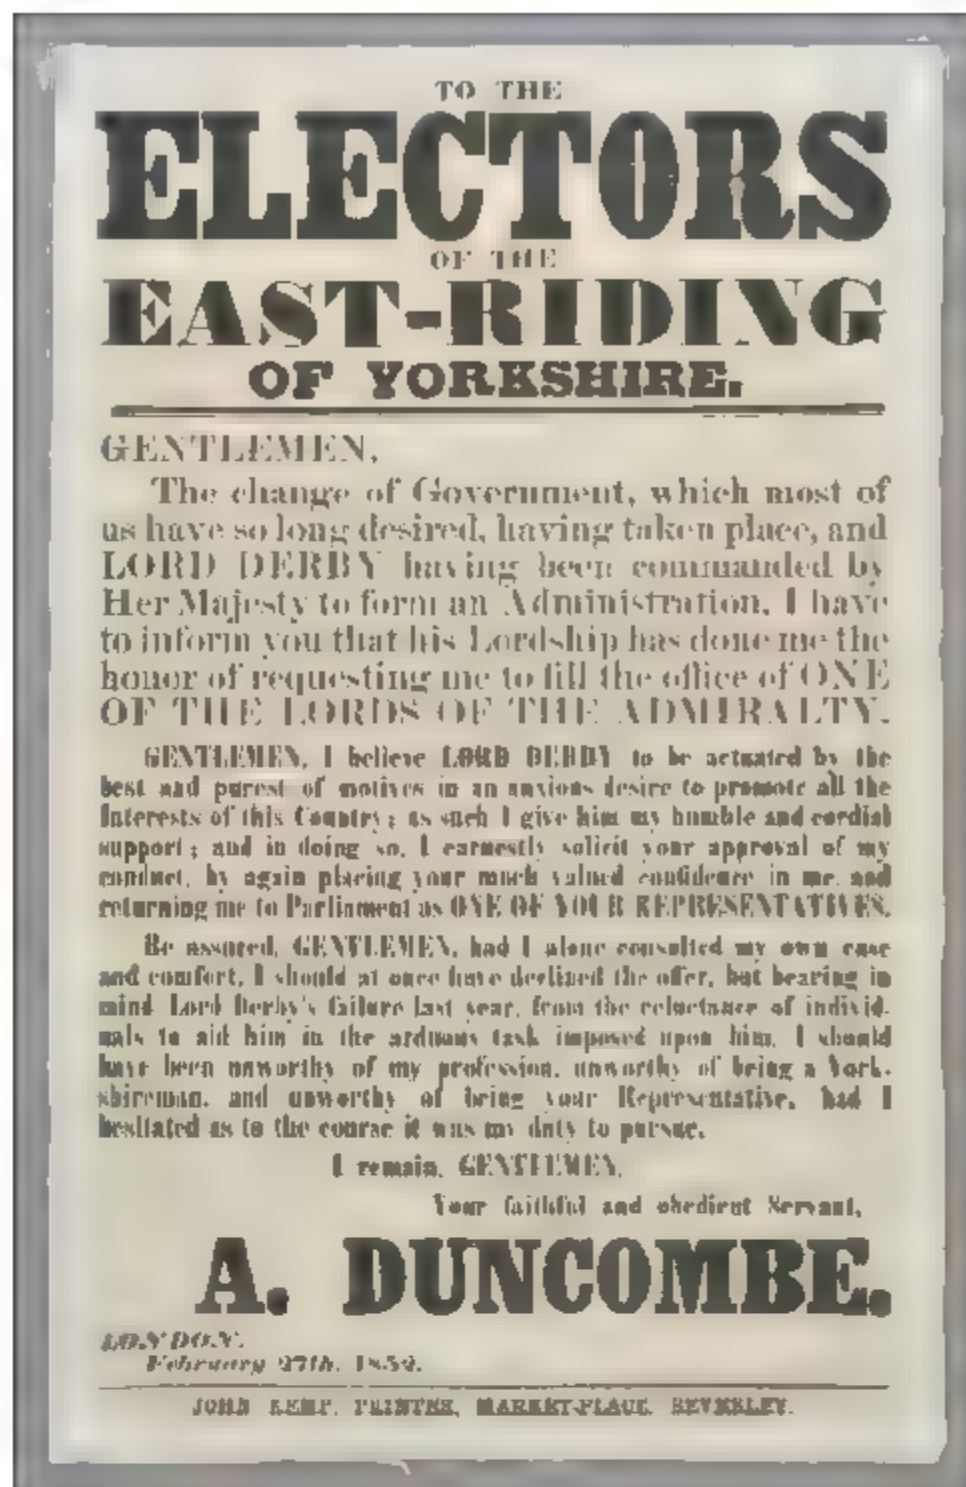 TO THE
ELECTORS
OF THE
EAST-RIDING
OF YORKSHIRE.
GENTLEMEN,
The change of Government, which most of
us have so long desired, having taken place, and
LORD DERBY having been commanded by
Her Majesty to form an Administration, I have
to inform you that his Lordship has done me the
honor of requesting me to fill the office of ONE
OF THE LORDS OF THE ADMIRALTY.
GENTLEMEN, I believe LORD DERBY to be actuated by the
best and purest of motives in an anxious desire to promote all the
Interests of this Country; as such I give him my humble and cordial
support; and in doing so, I earnestly solicit your approval of my
conduct, by again placing your much valued confidence in me, and
returning me to Parliament as ONE OF YOUR REPRESENTATIVES.
Be assured, GENTLEMEN, had I alone consulted my own ease
and comfort, I should at once have declined the offer, but bearing in
mind Lord Derby's failure last year, from the reluctance of individ-
uals to aid him in the arduous task imposed upon him, I should
have been unworthy of my profession, unworthy of being a York-
shireman, and unworthy of being your Representative, had I
hesitated as to the course it was my duty to pursue.
I remain, GENTLEMEN,
Your faithful and obedient Servant,
A. DUNCOMBE.
LONDON,
February 27th, 1852.
JOHN KEMP, PRINTER, MARKET-PLACE, BEVERLEY.